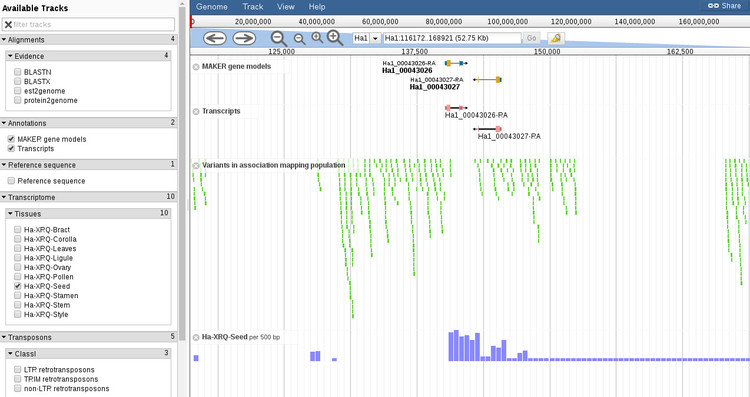 Available Tracks
filter tracks
Alignments 4
Evidence 4
BLASTN
BLASTX
est2genome
protein2genome
Annotations 2
MAKER gene models
Transcripts
Reference sequence 1
Reference sequence
Transcriptome 10
Tissues 10
Ha-XRQ-Bract
Ha-XRQ-Corolla
Ha-XRQ-Leaves
Ha-XRQ-Ligule
Ha-XRQ-Ovary
Ha-XRQ-Pollen
Ha-XRQ-Seed
Ha-XRQ-Stamen
Ha-XRQ-Stem
Ha-XRQ-Style
Transposons 5
ClassI 3
LTR retrotransposons
TRIM retrotransposons
non-LTR retrotransposons
Genome Track View Help Share
0 20,000,000 40,000,000 60,000,000 80,000,000 100,000,000 120,000,000 140,000,000 160,000,000
Ha1 Ha1:116172..168921 (52.75 Kb) Go
125,000 137,500 150,000 162,500
MAKER gene models
Ha1_00043026-RA
Ha1_00043026
Ha1_00043027-RA
Ha1_00043027
Transcripts
Ha1_00043026-RA
Ha1_00043027-RA
Variants in association mapping population
Ha-XRQ-Seed per 500 bp